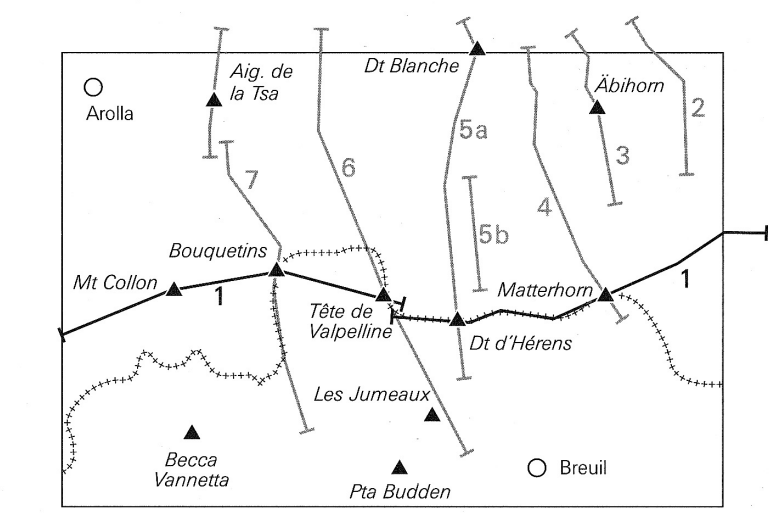 Dt Blanche
Aig. de
la Tsa
Arolla
Äbihorn
2
5a
3
6
7
4
5b
Bouquetins
Mt Collon
1
Matterhorn
1
Tête de
Valpelline
Dt d'Hérens
Les Jumeaux
Becca
Vannetta
Pta Budden
Breuil